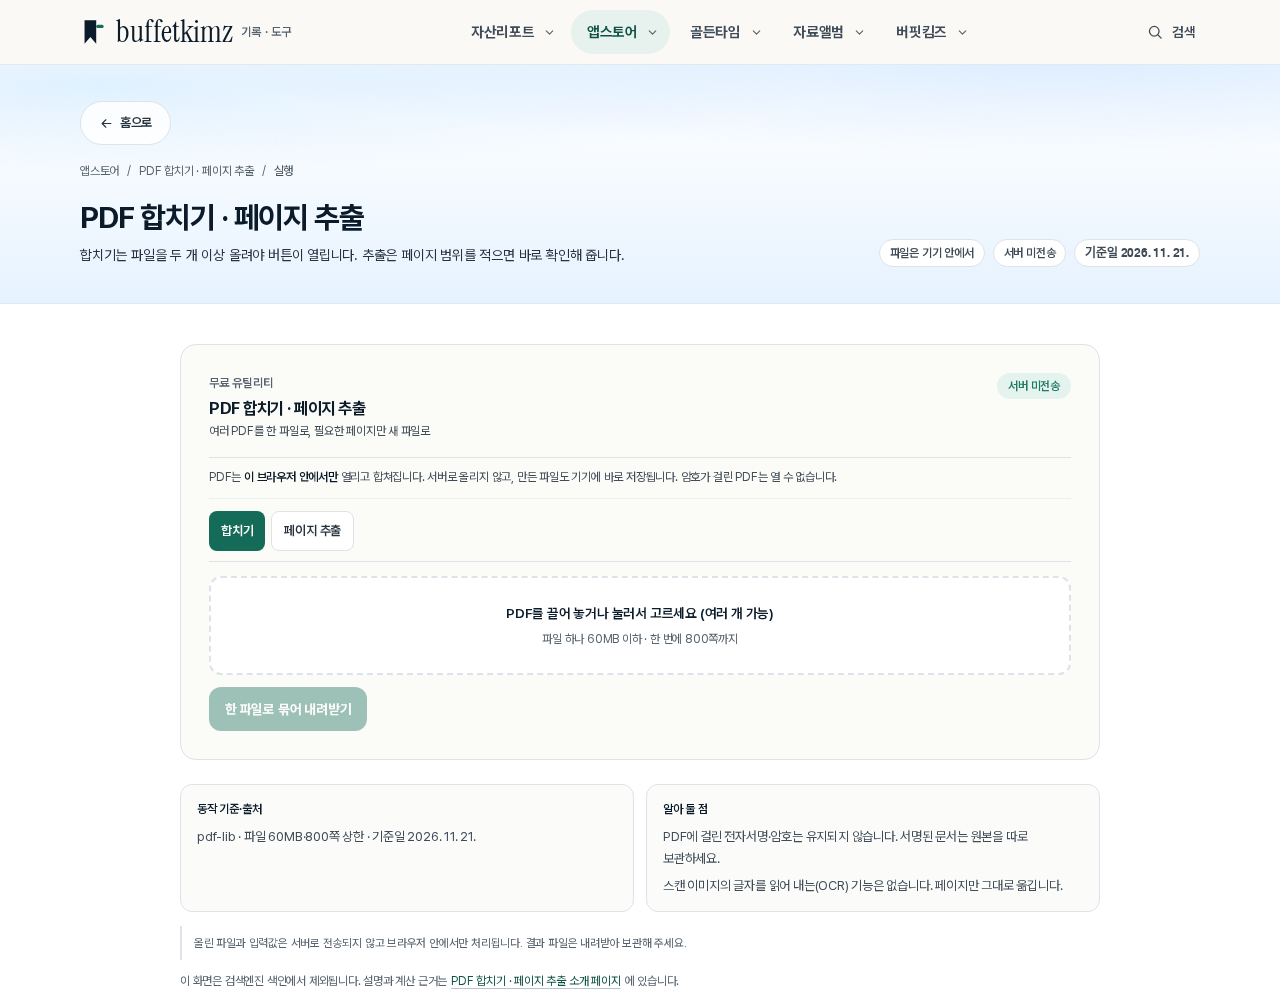 buffetkimz 기록 · 도구 자산리포트 앱스토어 골든타임 자료앨범 버핏킴즈 검색
← 홈으로
앱스토어 / PDF 합치기 · 페이지 추출 / 실행
PDF 합치기 · 페이지 추출
합치기는 파일을 두 개 이상 올려야 버튼이 열립니다. 추출은 페이지 범위를 적으면 바로 확인해 줍니다.
파일은 기기 안에서 서버 미전송 기준일 2026. 11. 21.
무료 유틸리티
서버 미전송
PDF 합치기 · 페이지 추출
여러 PDF를 한 파일로, 필요한 페이지만 새 파일로
PDF는 이 브라우저 안에서만 열리고 합쳐집니다. 서버로 올리지 않고, 만든 파일도 기기에 바로 저장됩니다. 암호가 걸린 PDF는 열 수 없습니다.
합치기 페이지 추출
PDF를 끌어 놓거나 눌러서 고르세요 (여러 개 가능)
파일 하나 60MB 이하 · 한 번에 800쪽까지
한 파일로 묶어 내려받기
동작 기준·출처
pdf-lib · 파일 60MB·800쪽 상한 · 기준일 2026. 11. 21.
알아 둘 점
PDF에 걸린 전자서명·암호는 유지되지 않습니다. 서명된 문서는 원본을 따로
보관하세요.
스캔 이미지의 글자를 읽어 내는(OCR) 기능은 없습니다. 페이지만 그대로 옮깁니다.
올린 파일과 입력값은 서버로 전송되지 않고 브라우저 안에서만 처리됩니다. 결과 파일은 내려받아 보관해 주세요.
이 화면은 검색엔진 색인에서 제외됩니다. 설명과 계산 근거는 PDF 합치기 · 페이지 추출 소개 페이지 에 있습니다.